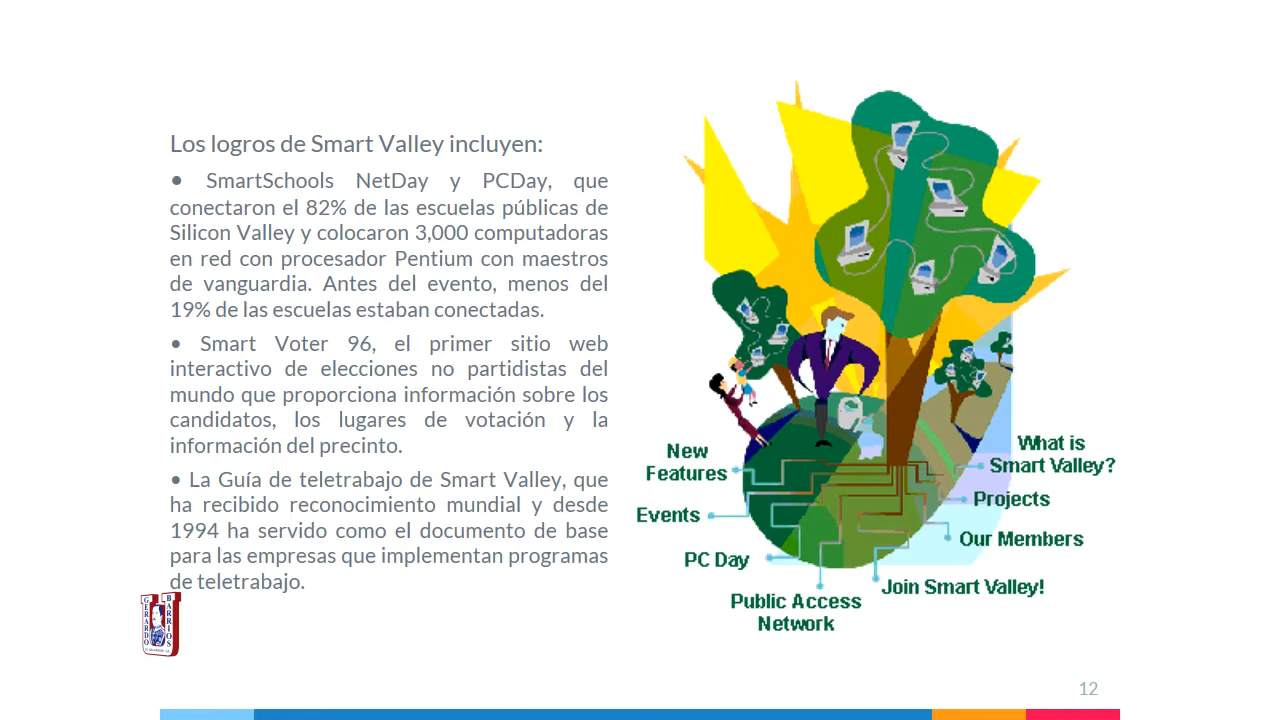 Los logros de Smart Valley incluyen:
• SmartSchools NetDay y PCDay, que
conectaron el 82% de las escuelas públicas de
Silicon Valley y colocaron 3,000 computadoras
en red con procesador Pentium con maestros
de vanguardia. Antes del evento, menos del
19% de las escuelas estaban conectadas.
• Smart Voter 96, el primer sitio web
interactivo de elecciones no partidistas del
mundo que proporciona información sobre los
candidatos, los lugares de votación y la
información del precinto.
• La Guía de teletrabajo de Smart Valley, que
ha recibido reconocimiento mundial y desde
1994 ha servido como el documento de base
para las empresas que implementan programas
de teletrabajo.
GERARDO
BARRIOS
New
Features
Events
PC Day
Public Access
Network
What is
Smart Valley?
Projects
Our Members
Join Smart Valley!
12